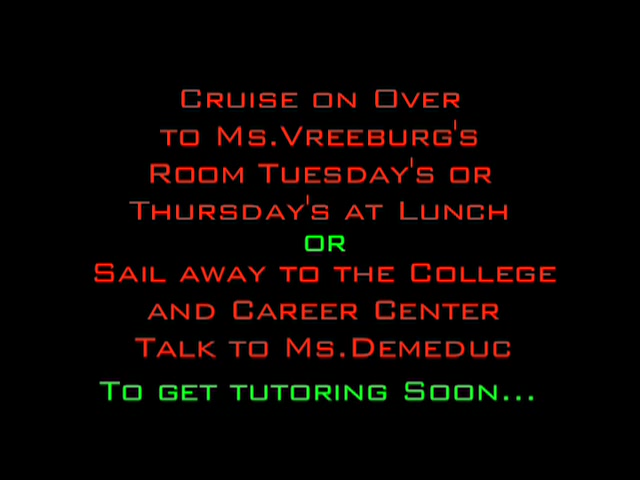 Cruise on Over
to Ms.Vreeburg's
Room Tuesday's or
Thursday's at Lunch
or
Sail away to the College
and Career Center
Talk to Ms.Demeduc
To get tutoring Soon...